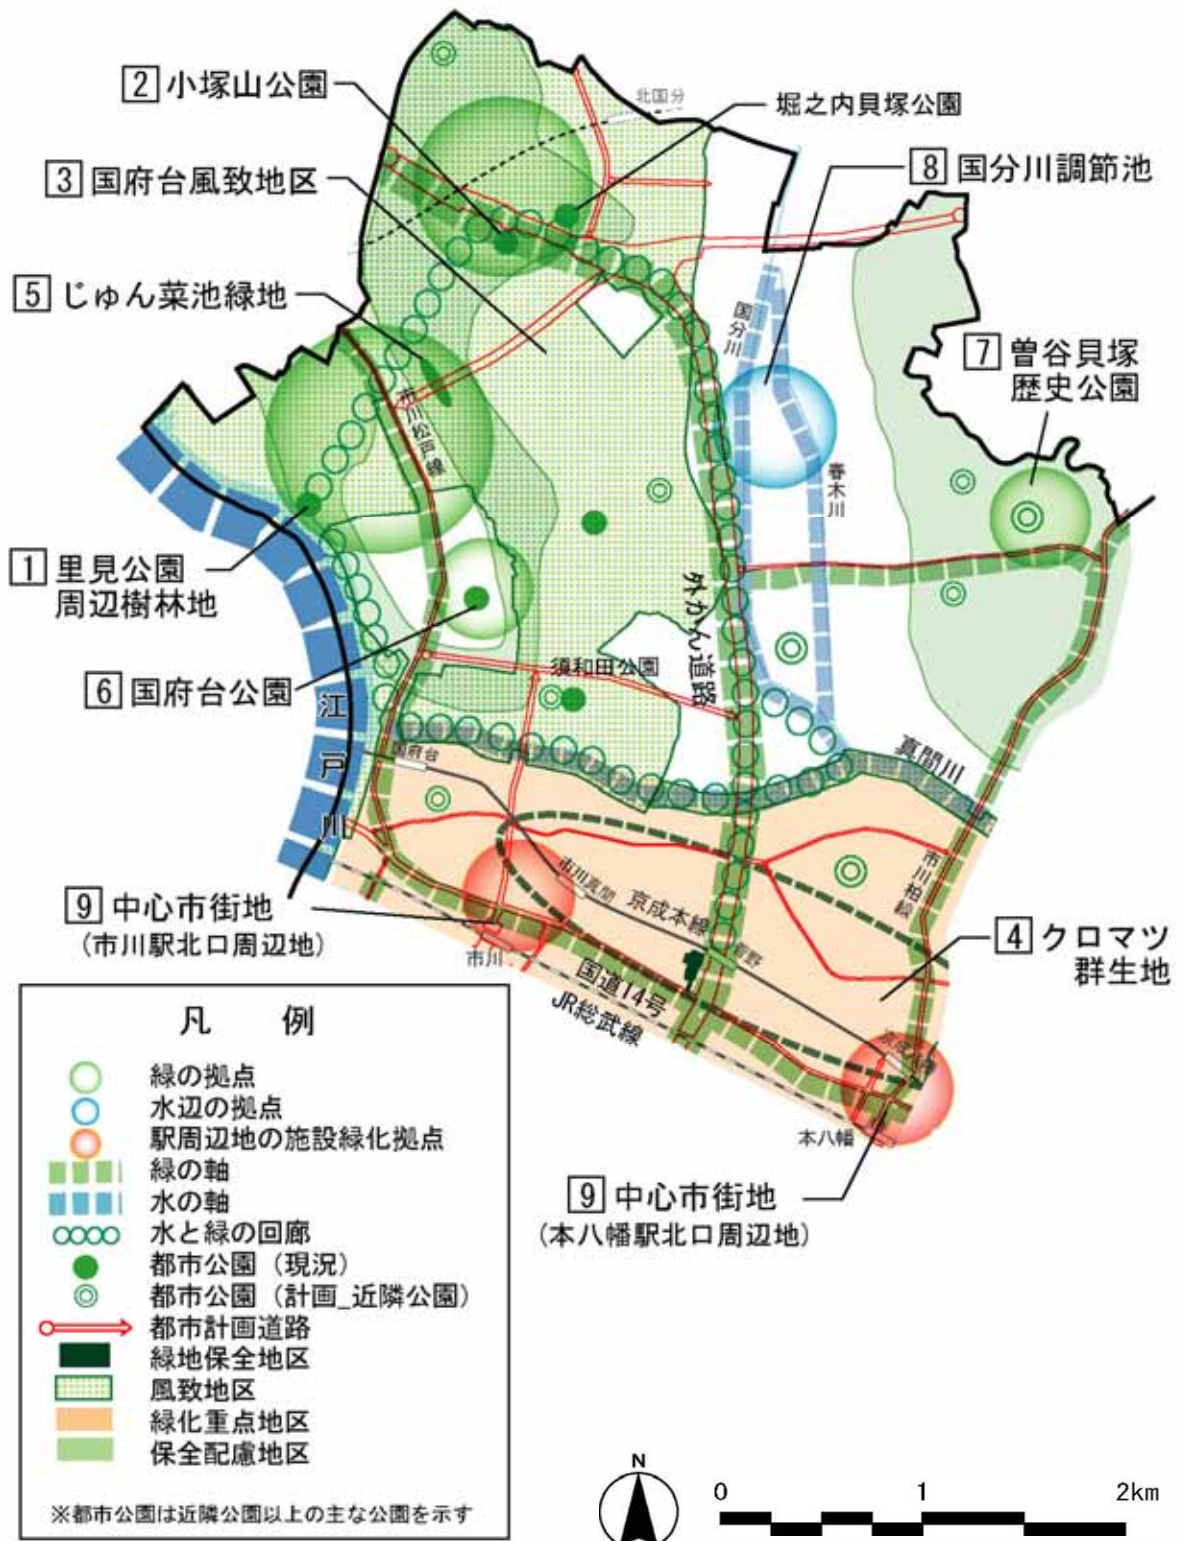 2 小塚山公園
北国分
堀之内貝塚公園
3 国府台風致地区
8 国分川調節池
5 じゅん菜池緑地
国分川
7 曽谷貝塚
歴史公園
市川松戸線
春木川
1 里見公園
周辺樹林地
外かん道路
6 国府台公園
須和田公園
江戸川
国府台
真間川
市川柏線
9 中心市街地
(市川駅北口周辺地)
市川真間
京成本線
菅野
4 クロマツ
群生地
市川
国道14号
JR総武線
京成八幡
本八幡
9 中心市街地
(本八幡駅北口周辺地)
凡 例
緑の拠点
水辺の拠点
駅周辺地の施設緑化拠点
緑の軸
水の軸
水と緑の回廊
都市公園(現況)
都市公園(計画_近隣公園)
都市計画道路
緑地保全地区
風致地区
緑化重点地区
保全配慮地区
※都市公園は近隣公園以上の主な公園を示す
N
0 1 2km